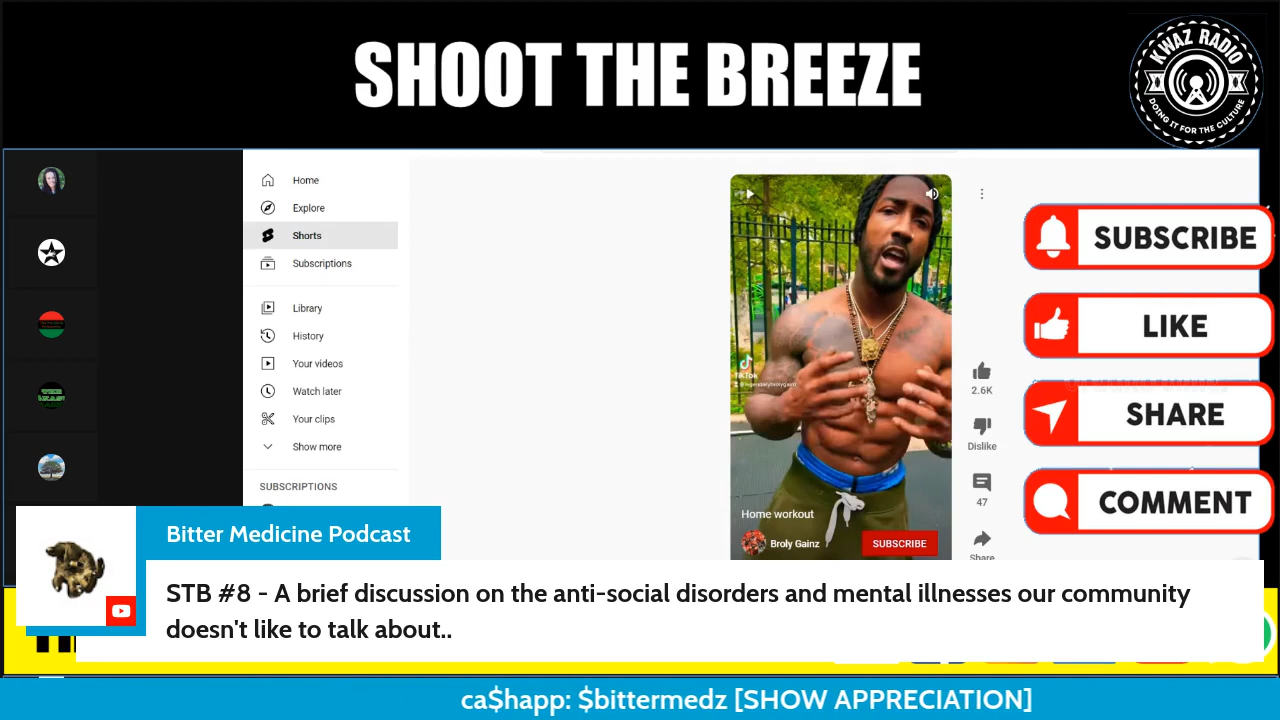 SHOOT THE BREEZE
KWAZ RADIO
DOING IT FOR THE CULTURE
Home
Explore
Shorts
Subscriptions
Library
History
Your videos
Watch later
Your clips
Show more
SUBSCRIPTIONS
TikTok
Home workout
Broly Gainz
SUBSCRIBE
2.6K
Dislike
47
Share
SUBSCRIBE
LIKE
SHARE
COMMENT
Bitter Medicine Podcast
STB #8 - A brief discussion on the anti-social disorders and mental illnesses our community
doesn't like to talk about..
ca$happ: $bittermedz [SHOW APPRECIATION]